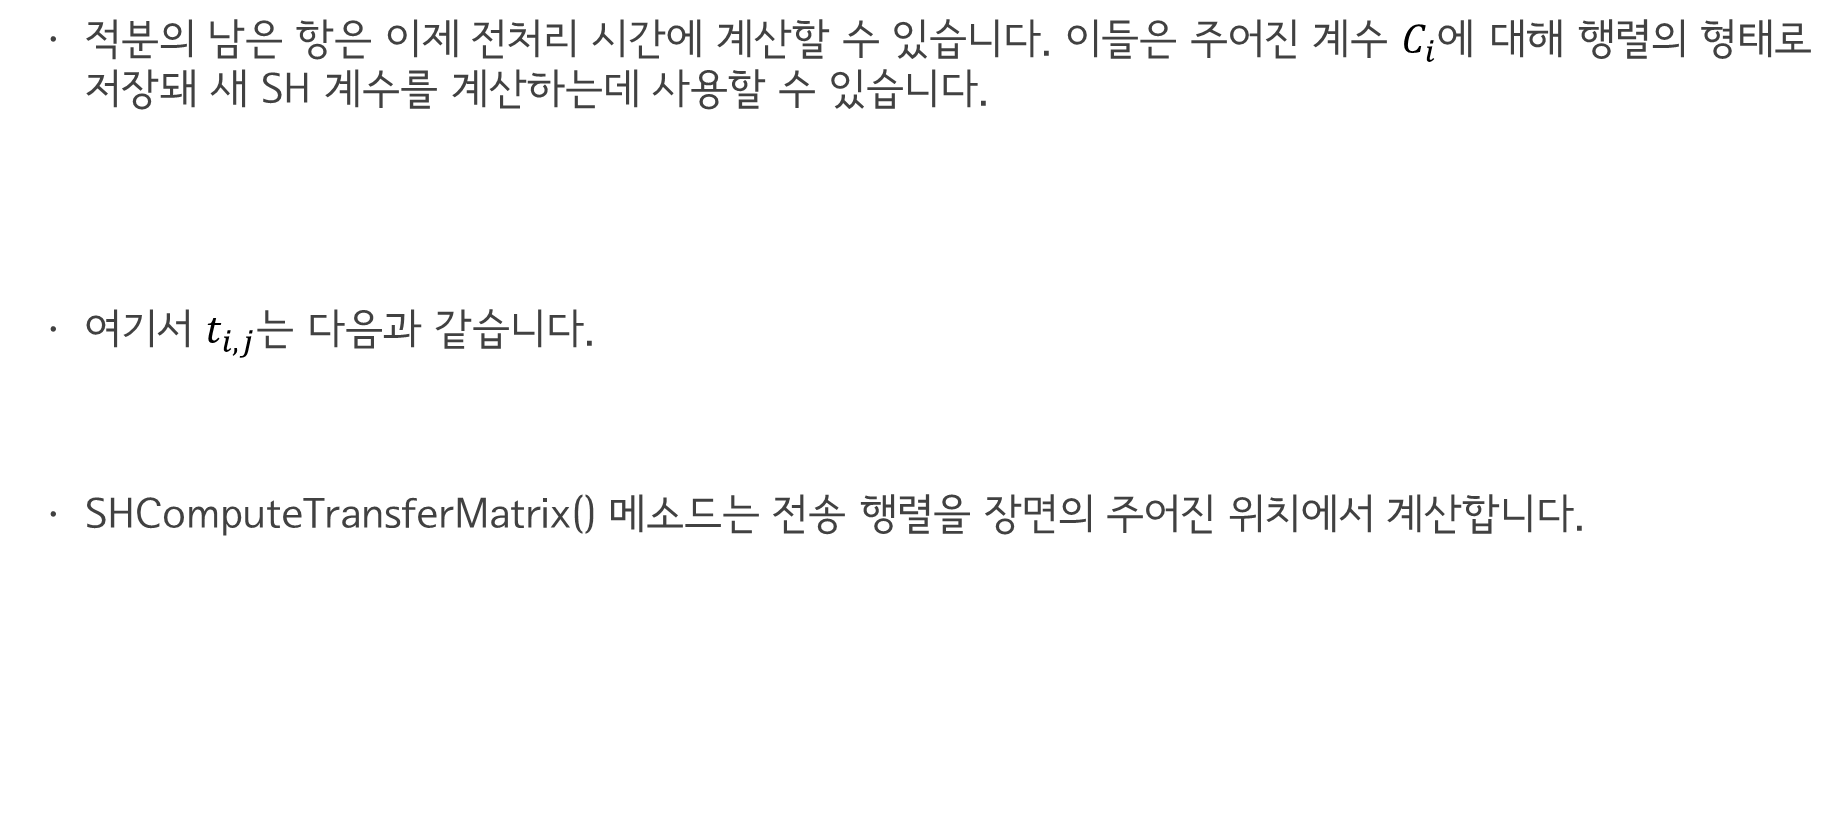 · 적분의 남은 항은 이제 전처리 시간에 계산할 수 있습니다. 이들은 주어진 계수 C_i에 대해 행렬의 형태로
저장돼 새 SH 계수를 계산하는데 사용할 수 있습니다.
· 여기서 t_{i,j}는 다음과 같습니다.
· SHComputeTransferMatrix() 메소드는 전송 행렬을 장면의 주어진 위치에서 계산합니다.